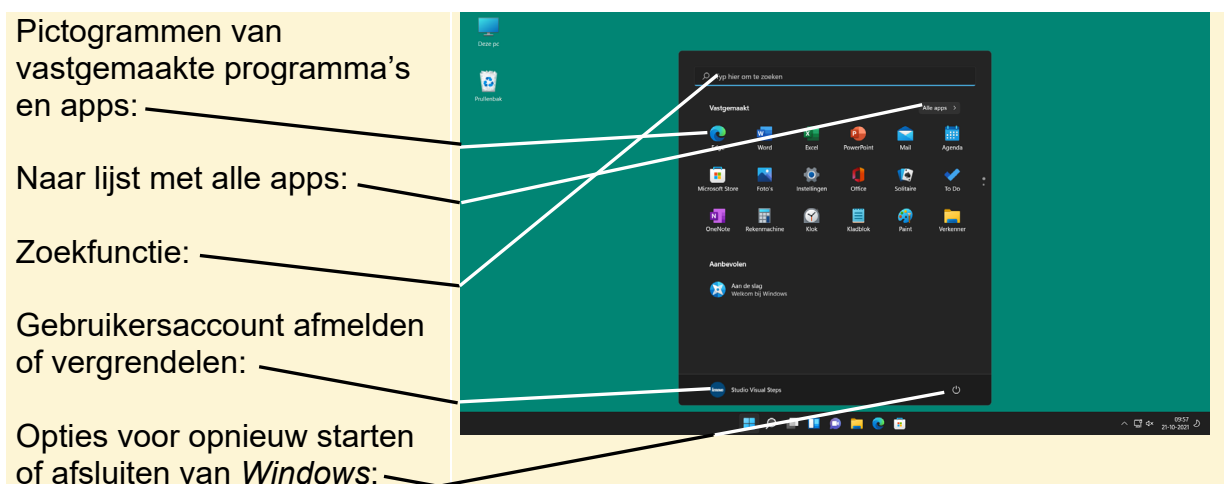 Pictogrammen van
vastgemaakte programma's
en apps:
Naar lijst met alle apps:
Zoekfunctie:
Gebruikersaccount afmelden
of vergrendelen:
Opties voor opnieuw starten
of afsluiten van Windows:
Deze pc
Prullenbak
Typ hier om te zoeken
Vastgemaakt
Alle apps >
Edge Word Excel PowerPoint Mail Agenda
Microsoft Store Foto's Instellingen Office Solitaire To Do
OneNote Rekenmachine Klok Kladblok Paint Verkenner
Aanbevolen
Aan de slag
Welkom bij Windows
Studio Visual Steps
09:57
21-10-2021